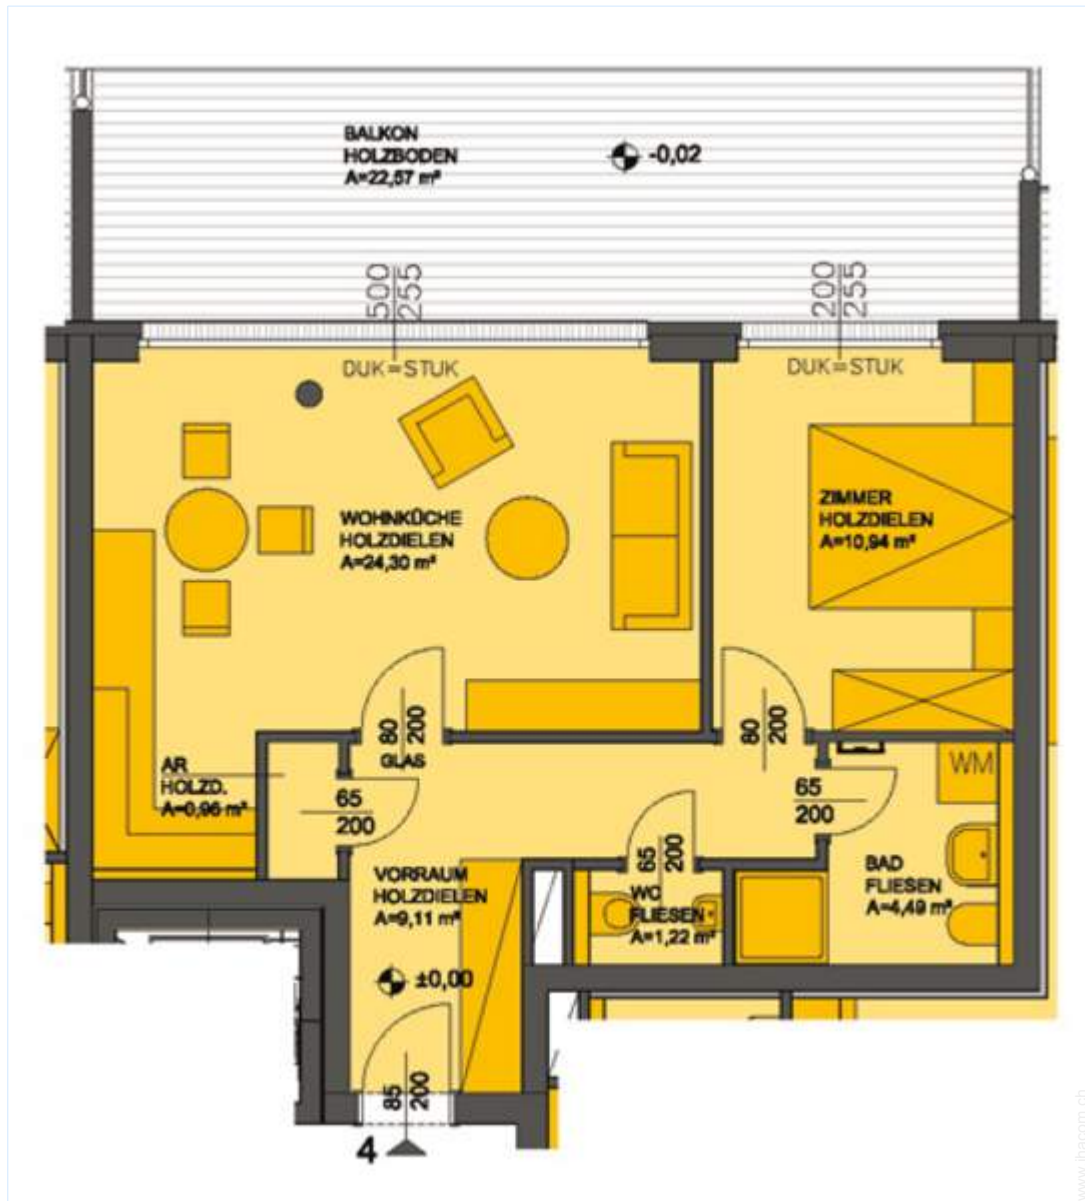 BALKON
HOLZBODEN
A=22,57 m²
-0,02
500
255
200
255
DUK=STUK
DUK=STUK
WOHNKÜCHE
HOLZDIELEN
A=24,30 m²
ZIMMER
HOLZDIELEN
A=10,94 m²
80
200
GLAS
80
200
AR
HOLZD.
A=0,96 m²
65
200
65
200
WM
65
200
VORRAUM
HOLZDIELEN
A=9,11 m²
WC
FLIESEN
A=1,22 m²
BAD
FLIESEN
A=4,49 m²
±0,00
85
200
4
www.ihacom.ch